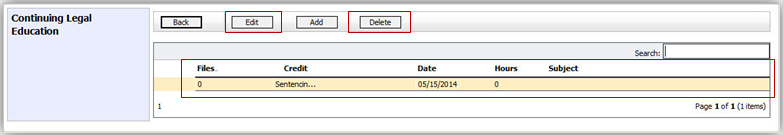 Continuing Legal
Education
Back Edit Add Delete
Search:
Files Credit Date Hours Subject
0 Sentencin... 05/15/2014 0
1 Page 1 of 1 (1 items)